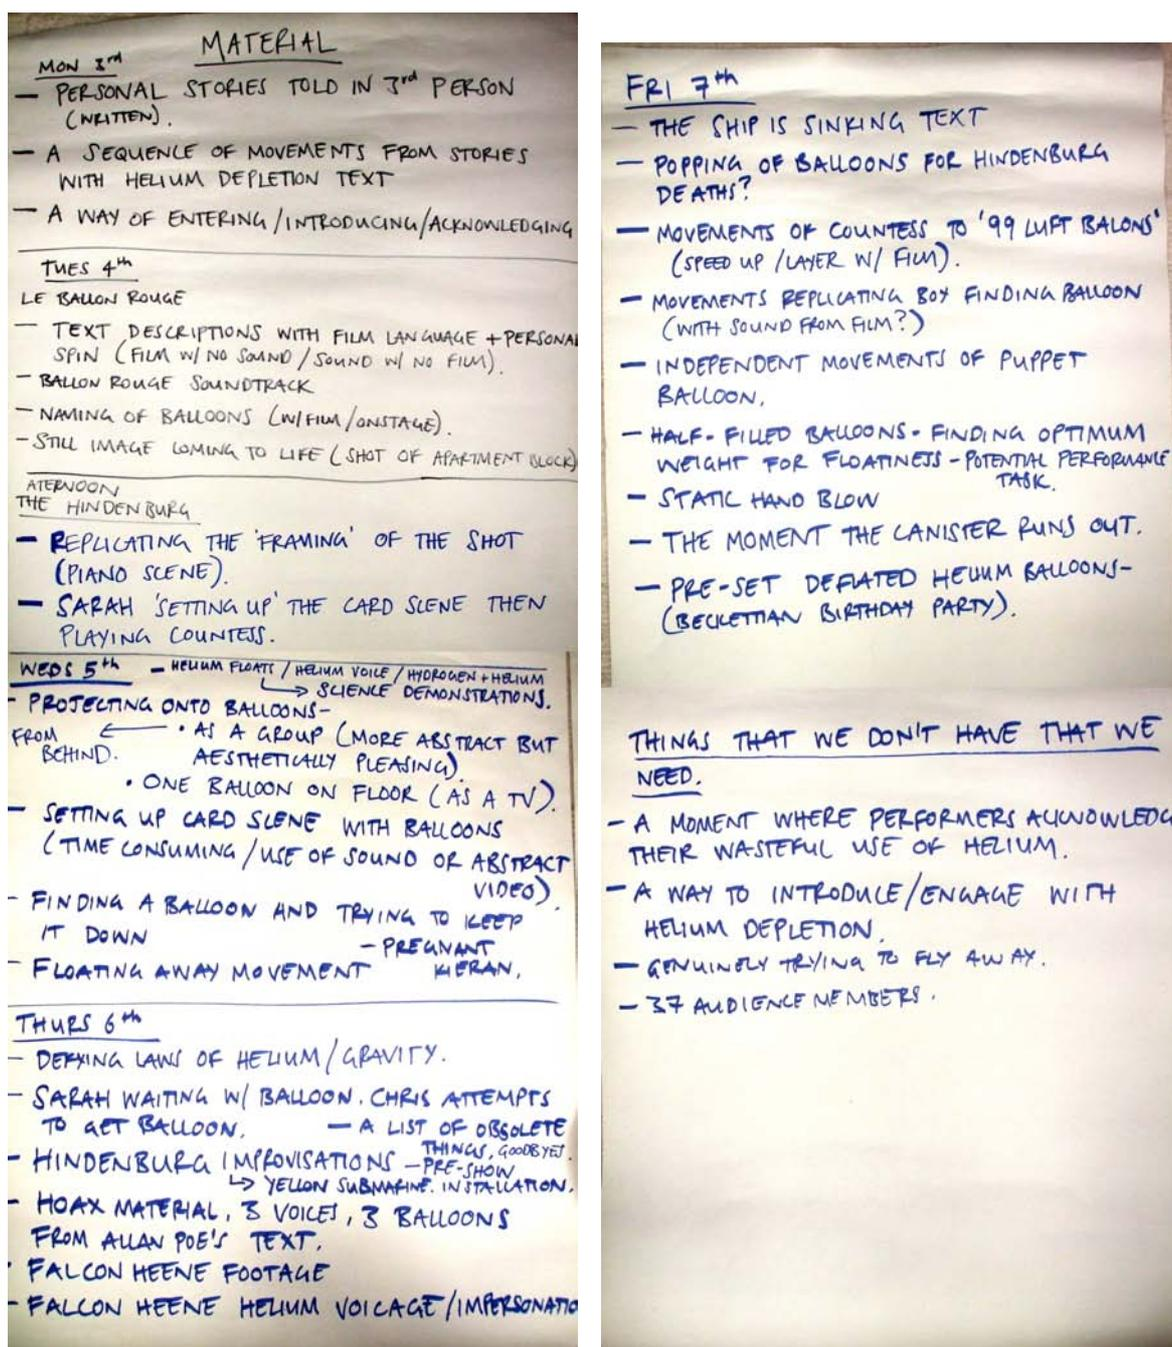 MATERIAL
MON 3rd
— PERSONAL STORIES TOLD IN 3rd PERSON
(WRITTEN).
— A SEQUENCE OF MOVEMENTS FROM STORIES
WITH HELIUM DEPLETION TEXT
— A WAY OF ENTERING/INTRODUCING/ACKNOWLEDGING
TUES 4th
LE BALLON ROUGE
— TEXT DESCRIPTIONS WITH FILM LANGUAGE + PERSONA
SPIN (FILM W/ NO SOUND / SOUND W/ NO FILM).
— BALLON ROUGE SOUNDTRACK
— NAMING OF BALLOONS (W/FILM/ONSTAGE).
— STILL IMAGE COMING TO LIFE (SHOT OF APARTMENT BLOCK)
ATERNOON
THE HINDENBURG
— REPLICATING THE 'FRAMING' OF THE SHOT
(PIANO SCENE).
— SARAH 'SETTING UP' THE CARD SCENE THEN
PLAYING COUNTESS.
WEDS 5th — HELIUM FLOATS / HELIUM VOICE / HYDROGEN + HELIUM
↳ SCIENCE DEMONSTRATIONS.
- PROJECTING ONTO BALLOONS-
FROM BEHIND. ← • AS A GROUP (MORE ABSTRACT BUT
AESTHETICALLY PLEASING)
• ONE BALLOON ON FLOOR (AS A TV).
— SETTING UP CARD SCENE WITH BALLOONS
(TIME CONSUMING/USE OF SOUND OR ABSTRACT
VIDEO).
- FINDING A BALLOON AND TRYING TO KEEP
IT DOWN
— PREGNANT
KIERAN.
- FLOATING AWAY MOVEMENT
THURS 6th
- DEFYING LAWS OF HELIUM/GRAVITY.
- SARAH WAITING W/ BALLOON. CHRIS ATTEMPTS
TO GET BALLOON.
— A LIST OF OBSOLETE
THINGS, GOODBYES.
- HINDENBURG IMPROVISATIONS
— PRE-SHOW
INSTALLATION.
↳ YELLOW SUBMARINE.
- HOAX MATERIAL, 3 VOICES, 3 BALLOONS
FROM ALLAN POE'S TEXT.
- FALCON HEENE FOOTAGE
- FALCON HEENE HELIUM VOICAGE/IMPERSONATIO
FRI 7th
— THE SHIP IS SINKING TEXT
— POPPING OF BALLOONS FOR HINDENBURG
DEATHS?
— MOVEMENTS OF COUNTESS TO '99 LUFT BALONS'
(SPEED UP /LAYER W/ FILM).
— MOVEMENTS REPLICATING BOY FINDING BALLOON
(WITH SOUND FROM FILM?)
— INDEPENDENT MOVEMENTS OF PUPPET
BALLOON.
— HALF-FILLED BALLOONS - FINDING OPTIMUM
WEIGHT FOR FLOATINESS - POTENTIAL PERFORMANCE
TASK.
— STATIC HAND BLOW
— THE MOMENT THE CANISTER RUNS OUT.
— PRE-SET DEFLATED HELIUM BALLOONS-
(BECKETTIAN BIRTHDAY PARTY).
THINGS THAT WE DON'T HAVE THAT WE
NEED.
— A MOMENT WHERE PERFORMERS ACKNOWLEDG
THEIR WASTEFUL USE OF HELIUM.
— A WAY TO INTRODUCE/ENGAGE WITH
HELIUM DEPLETION.
— GENUINELY TRYING TO FLY AWAY.
— 37 AUDIENCE MEMBERS.